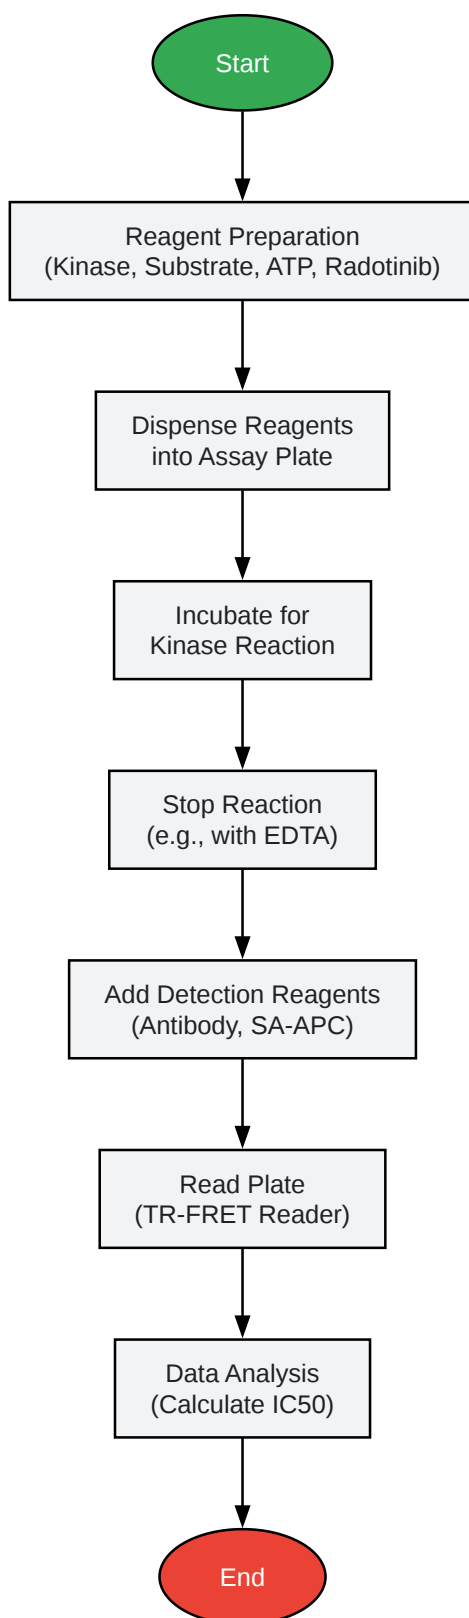 Start
Reagent Preparation
(Kinase, Substrate, ATP, Radotinib)
Dispense Reagents
into Assay Plate
Incubate for
Kinase Reaction
Stop Reaction
(e.g., with EDTA)
Add Detection Reagents
(Antibody, SA-APC)
Read Plate
(TR-FRET Reader)
Data Analysis
(Calculate IC50)
End